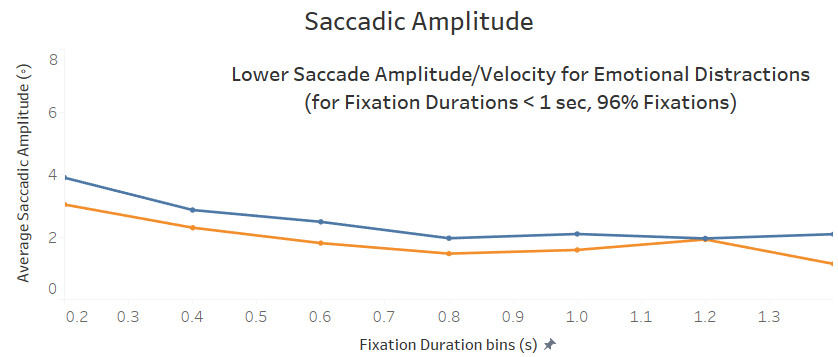 Saccadic Amplitude
Lower Saccade Amplitude/Velocity for Emotional Distractions
(for Fixation Durations < 1 sec, 96% Fixations)
Average Saccadic Amplitude (°)
8
6
4
2
0
0.2 0.3 0.4 0.5 0.6 0.7 0.8 0.9 1.0 1.1 1.2 1.3
Fixation Duration bins (s)